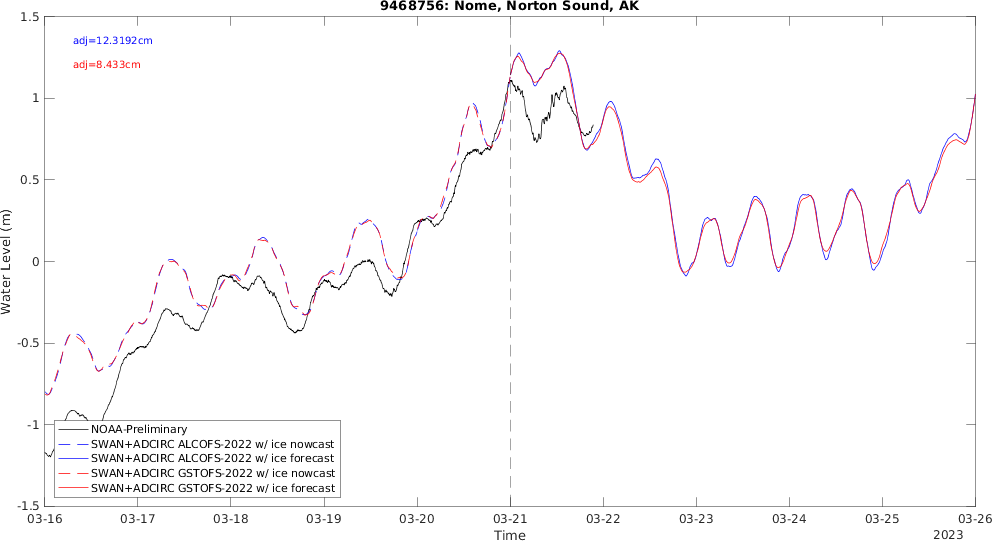 9468756: Nome, Norton Sound, AK
adj=12.3192cm
adj=8.433cm
Water Level (m)
1.5
1
0.5
0
-0.5
-1
-1.5
NOAA-Preliminary
SWAN+ADCIRC ALCOFS-2022 w/ ice nowcast
SWAN+ADCIRC ALCOFS-2022 w/ ice forecast
SWAN+ADCIRC GSTOFS-2022 w/ ice nowcast
SWAN+ADCIRC GSTOFS-2022 w/ ice forecast
03-16 03-17 03-18 03-19 03-20 03-21 03-22 03-23 03-24 03-25 03-26
Time
2023